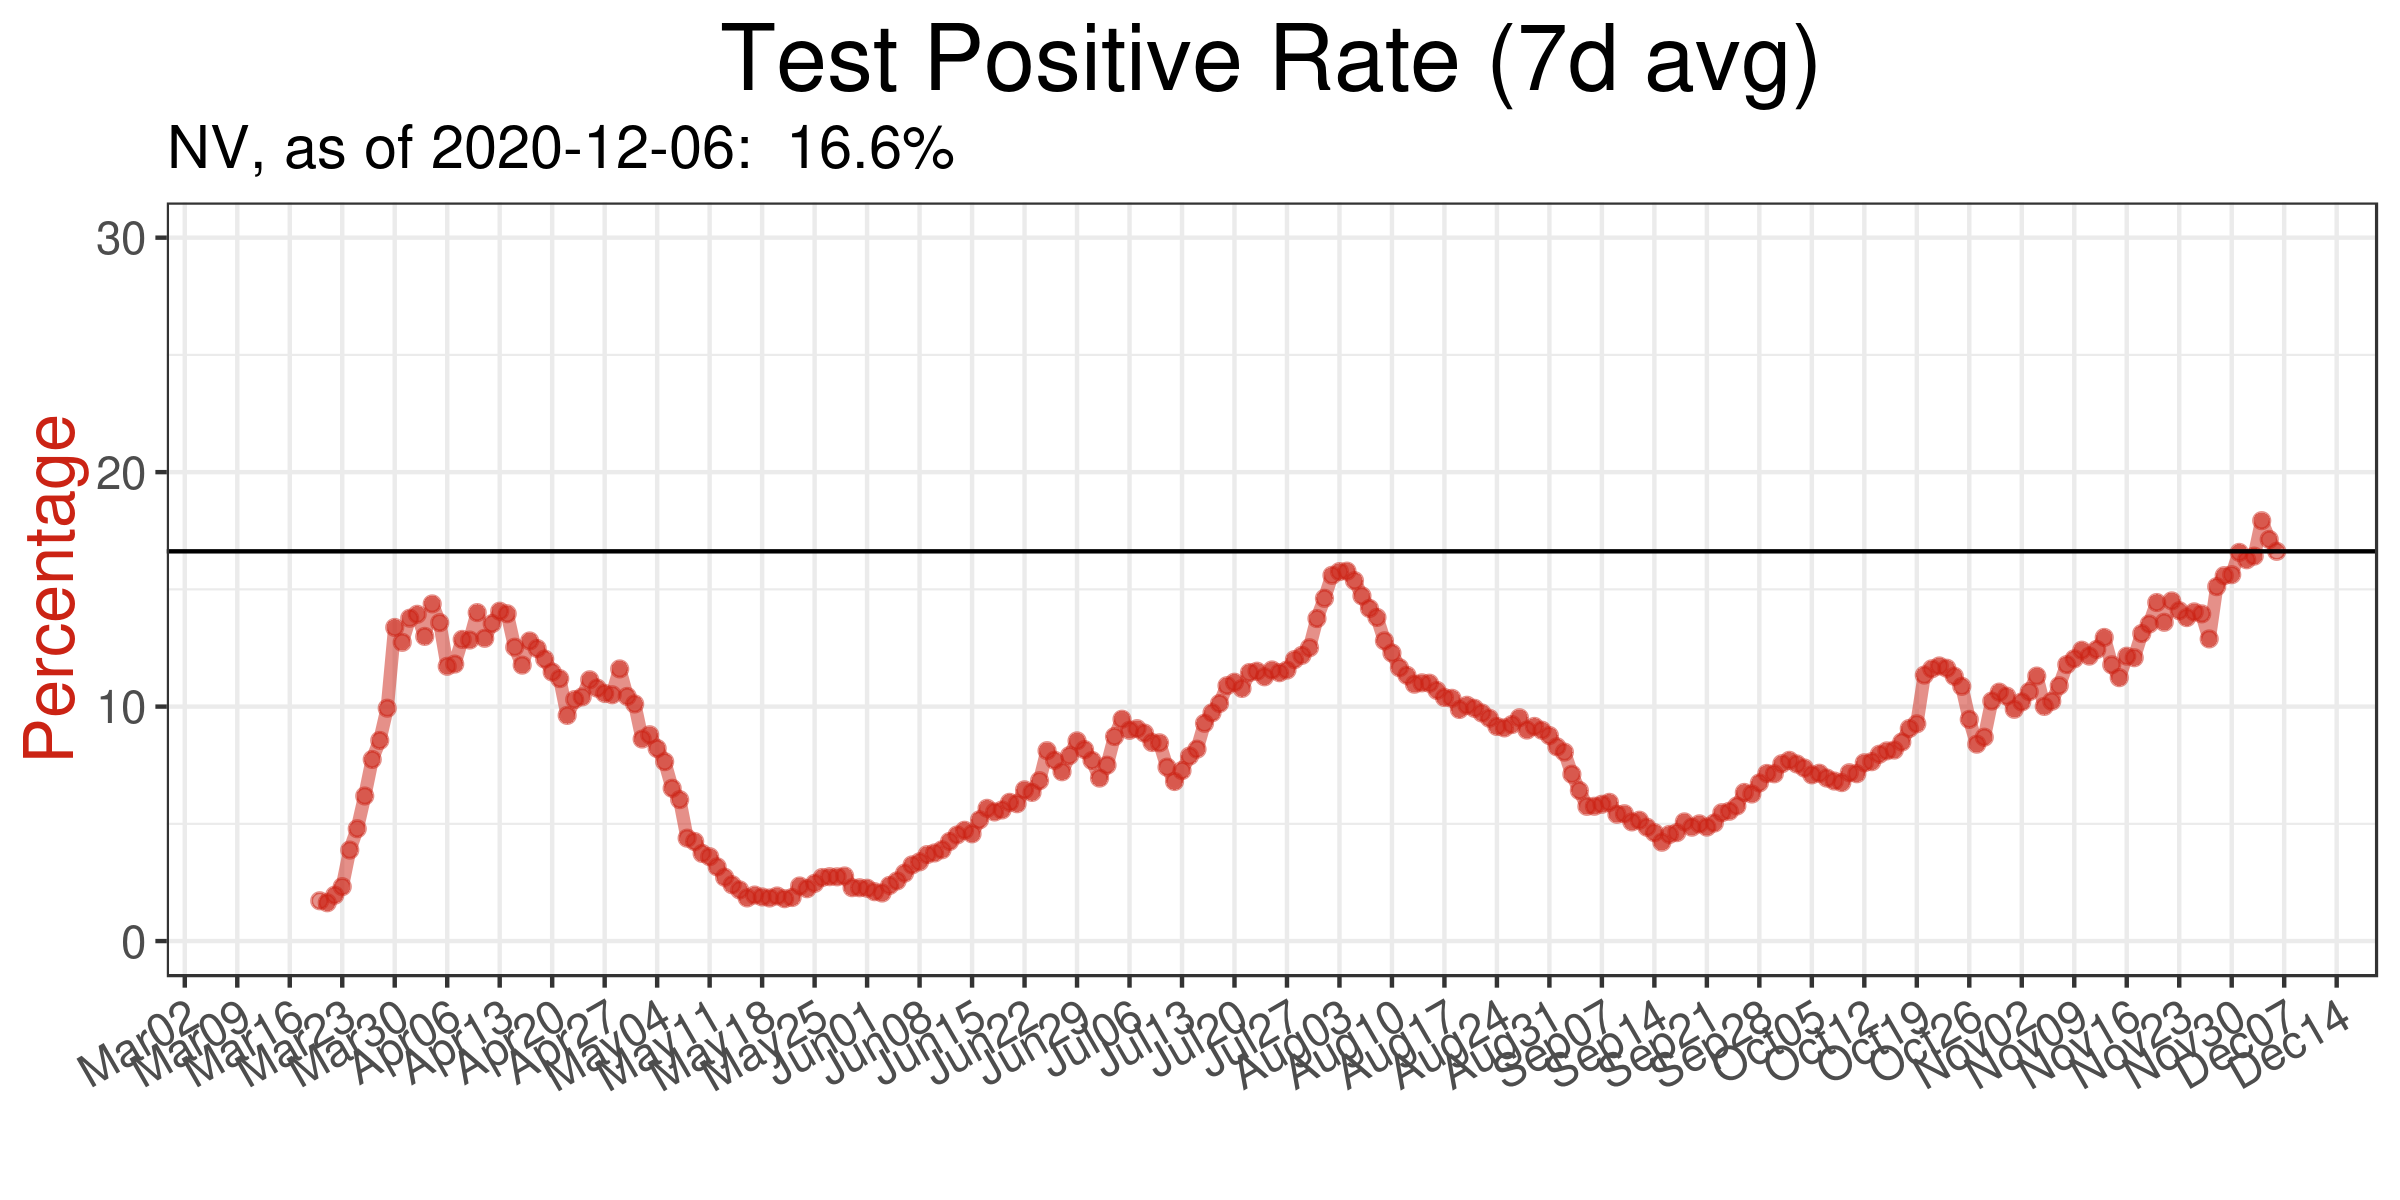 Test Positive Rate (7d avg)
NV, as of 2020-12-06:  16.6%
Percentage
30
20
10
0
Mar02
Mar09
Mar16
Mar23
Mar30
Apr06
Apr13
Apr20
Apr27
May04
May11
May18
May25
Jun01
Jun08
Jun15
Jun22
Jun29
Jul06
Jul13
Jul20
Jul27
Aug03
Aug10
Aug17
Aug24
Aug31
Sep07
Sep14
Sep21
Sep28
Oct05
Oct12
Oct19
Oct26
Nov02
Nov09
Nov16
Nov23
Nov30
Dec07
Dec14